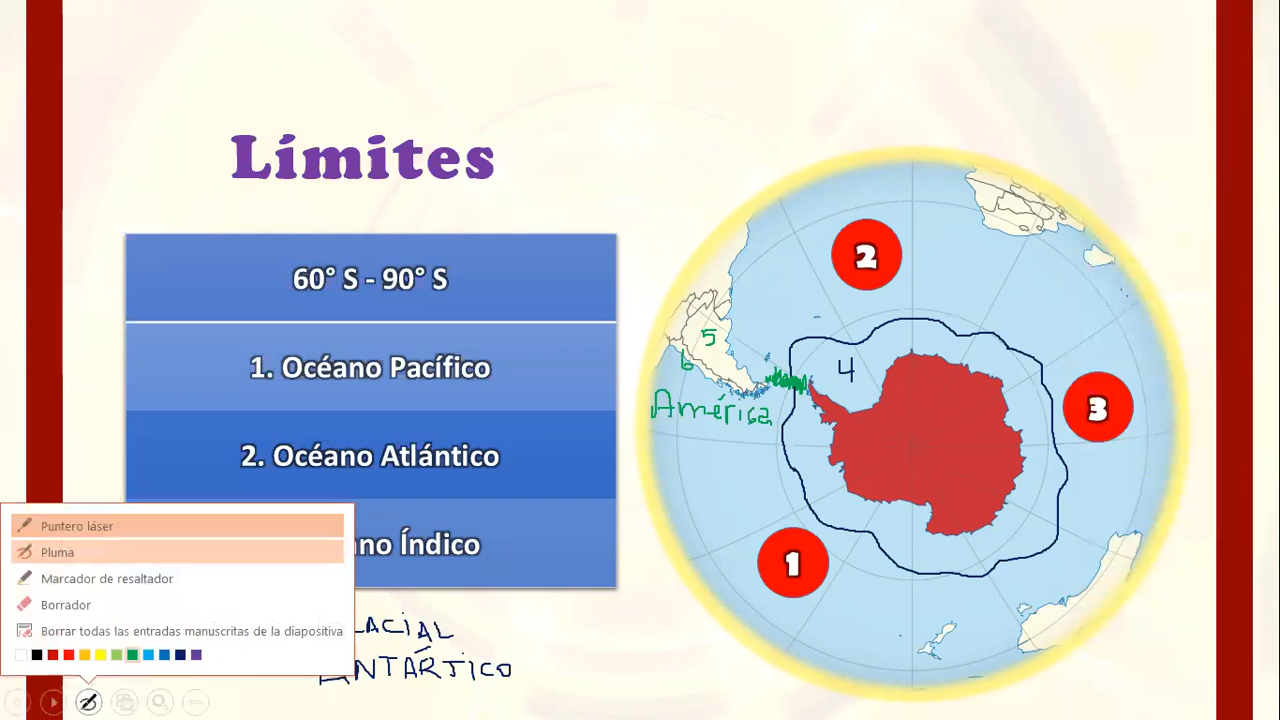 Límites
60° S - 90° S
1. Océano Pacífico
2. Océano Atlántico
no Índico
LACIAL
ANTÁRTICO
2
5
4
6
América
3
1
Puntero láser
Pluma
Marcador de resaltador
Borrador
Borrar todas las entradas manuscritas de la diapositiva